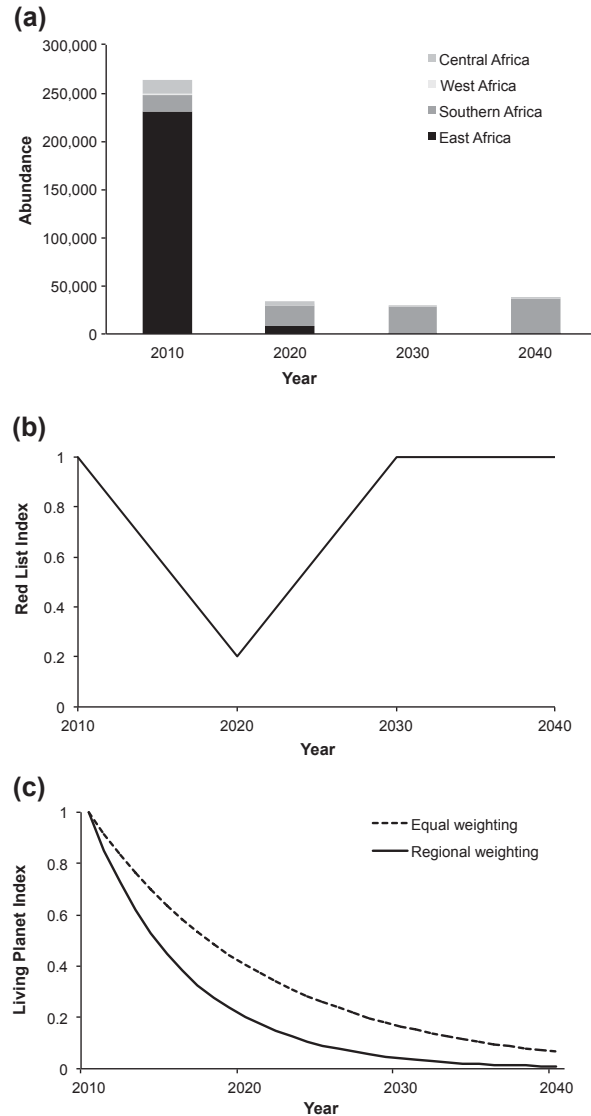 (a)
300,000
250,000
200,000
150,000
100,000
50,000
0
Abundance
Central Africa
West Africa
Southern Africa
East Africa
2010 2020 2030 2040
Year
(b)
1
0.8
0.6
0.4
0.2
0
Red List Index
2010 2020 2030 2040
Year
(c)
1
0.8
0.6
0.4
0.2
0
Living Planet Index
Equal weighting
Regional weighting
2010 2020 2030 2040
Year